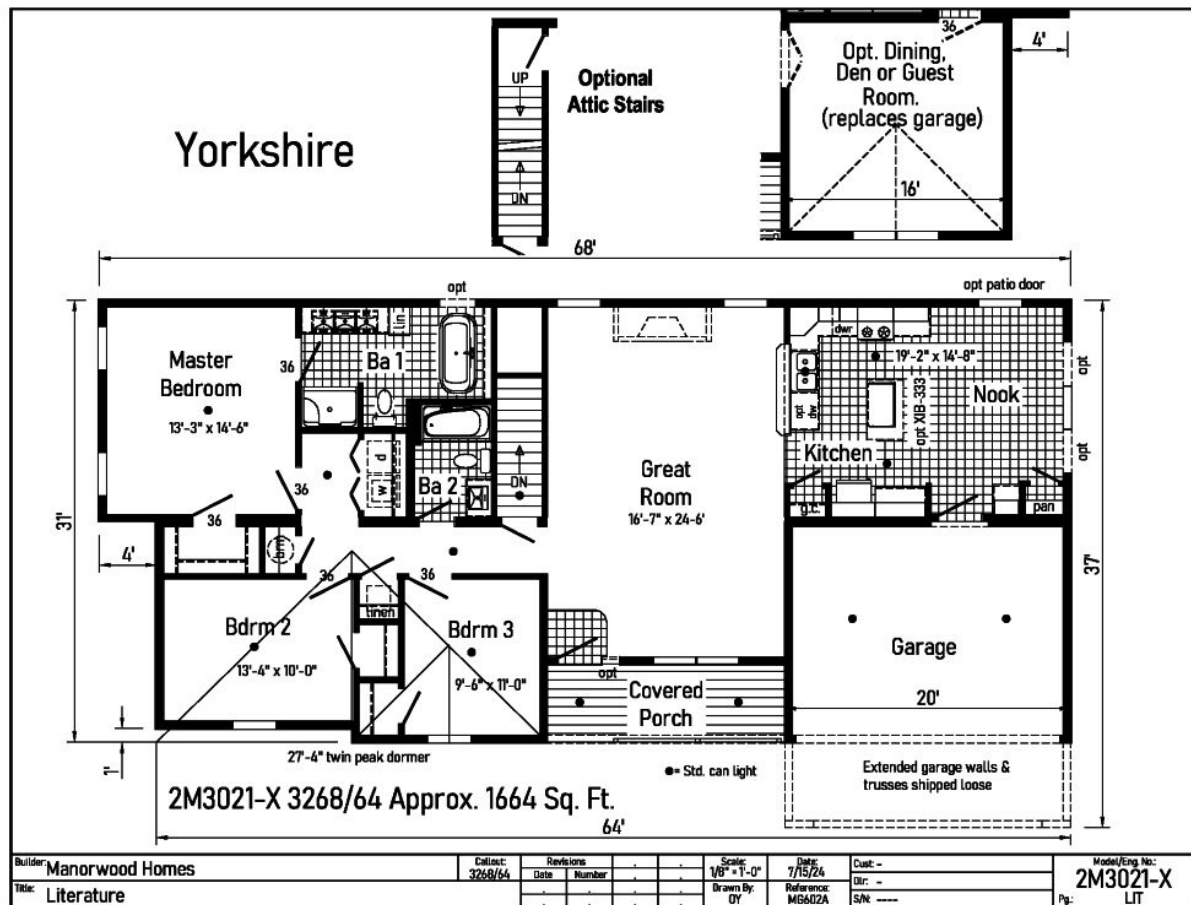 Yorkshire
UP
DN
Optional
Attic Stairs
36
Opt. Dining,
Den or Guest
Room.
(replaces garage)
4'
16'
68'
opt
opt patio door
Master
Bedroom
13'-3" x 14'-6"
36
Ba 1
lin
dwr
19'-2" x 14'-8"
opt
Nook
opt XIB-333
opt
dw
Kitchen
opt
36
d
w
Ba 2
DN
Great
Room
16'-7" x 24-6'
g.c.
pan
31'
36
4'
36
36
linen
37'
Bdrm 2
13'-4" x 10'-0"
Bdrm 3
9'-6" x 11'-0"
Garage
opt
Covered
Porch
20'
1'
27'-4" twin peak dormer
●= Std. can light
Extended garage walls &
trusses shipped loose
2M3021-X 3268/64 Approx. 1664 Sq. Ft.
64'
Builder: Manorwood Homes
Title: Literature
Callout:
3268/64
Revisions
Date Number
Scale:
1/8" = 1'-0"
Drawn By:
OY
Date:
7/15/24
Reference:
MG602A
Cust: -
Dlr: -
S/N: ----
Model/Eng. No.:
2M3021-X
Pg.: LIT